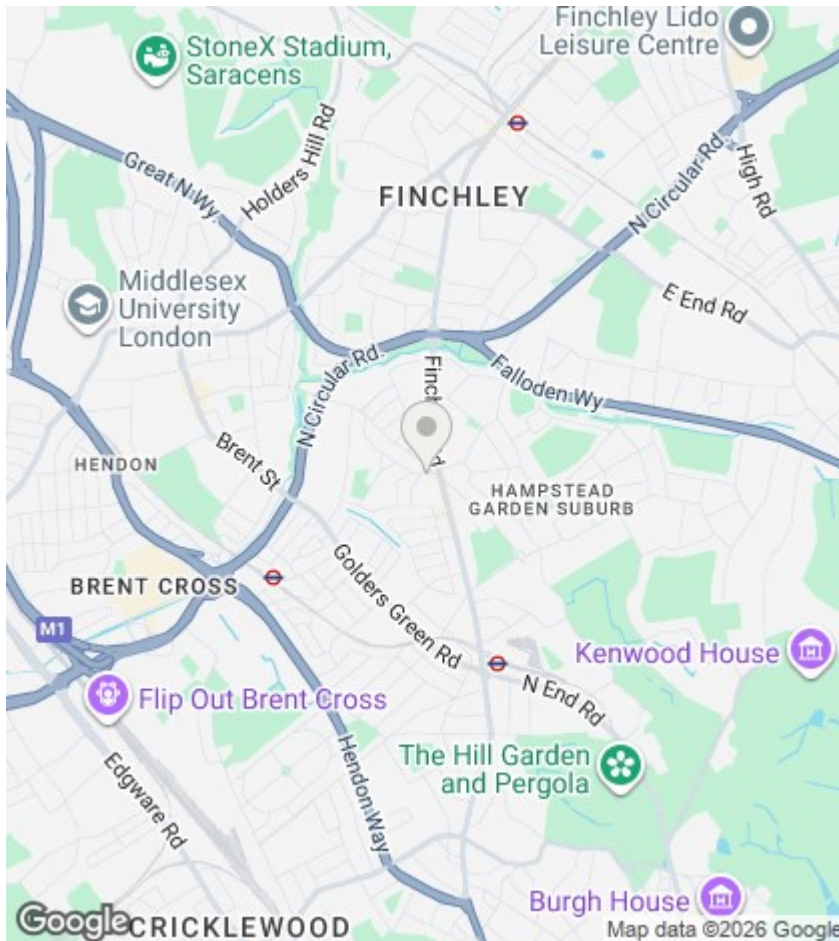 Finchley Lido
Leisure Centre
StoneX Stadium,
Saracens
Holders Hill Rd
Great N Wy
FINCHLEY
N Circular Rd
High Rd
Middlesex
University
London
E End Rd
N Circular Rd.
Falloden Wy
Brent St
HENDON
HAMPSTEAD
GARDEN SUBURB
BRENT CROSS
Golders Green Rd
M1
Kenwood House
Flip Out Brent Cross
N End Rd
The Hill Garden
and Pergola
Hendon Way
Edgware Rd
Burgh House
Google
CRICKLEWOOD
Map data ©2026 Google